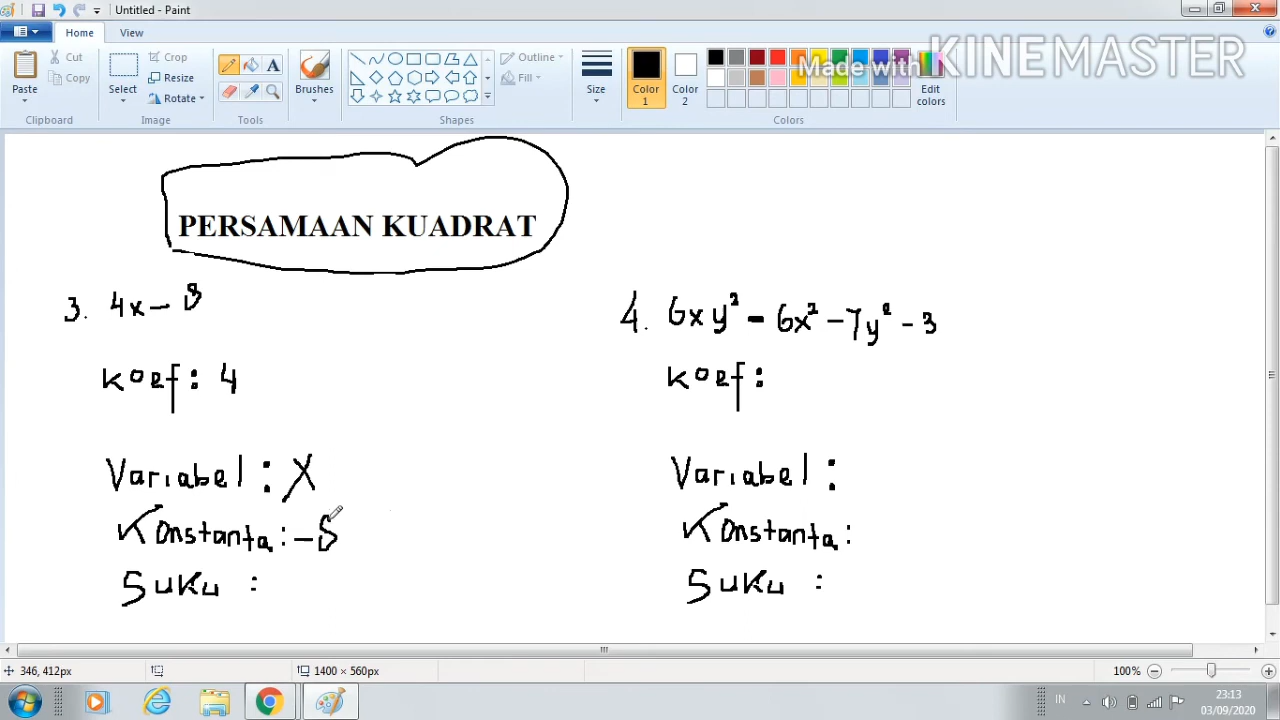 Untitled - Paint
Home View
Paste
Cut
Copy
Clipboard
Select
Crop
Resize
Rotate
Image
Tools
Brushes
Shapes
Outline
Fill
Size
Color 1
Color 2
Colors
Edit colors
Made with KINEMASTER
PERSAMAAN KUADRAT
3. 4x - 8
Koef : 4
Variabel : X
Konstanta : - 8
Suku :
4. 6xy² - 6x² - 7y² - 3
Koef :
Variabel :
Konstanta :
Suku :
346, 412px
1400 × 560px
100%
IN
23:13
03/09/2020